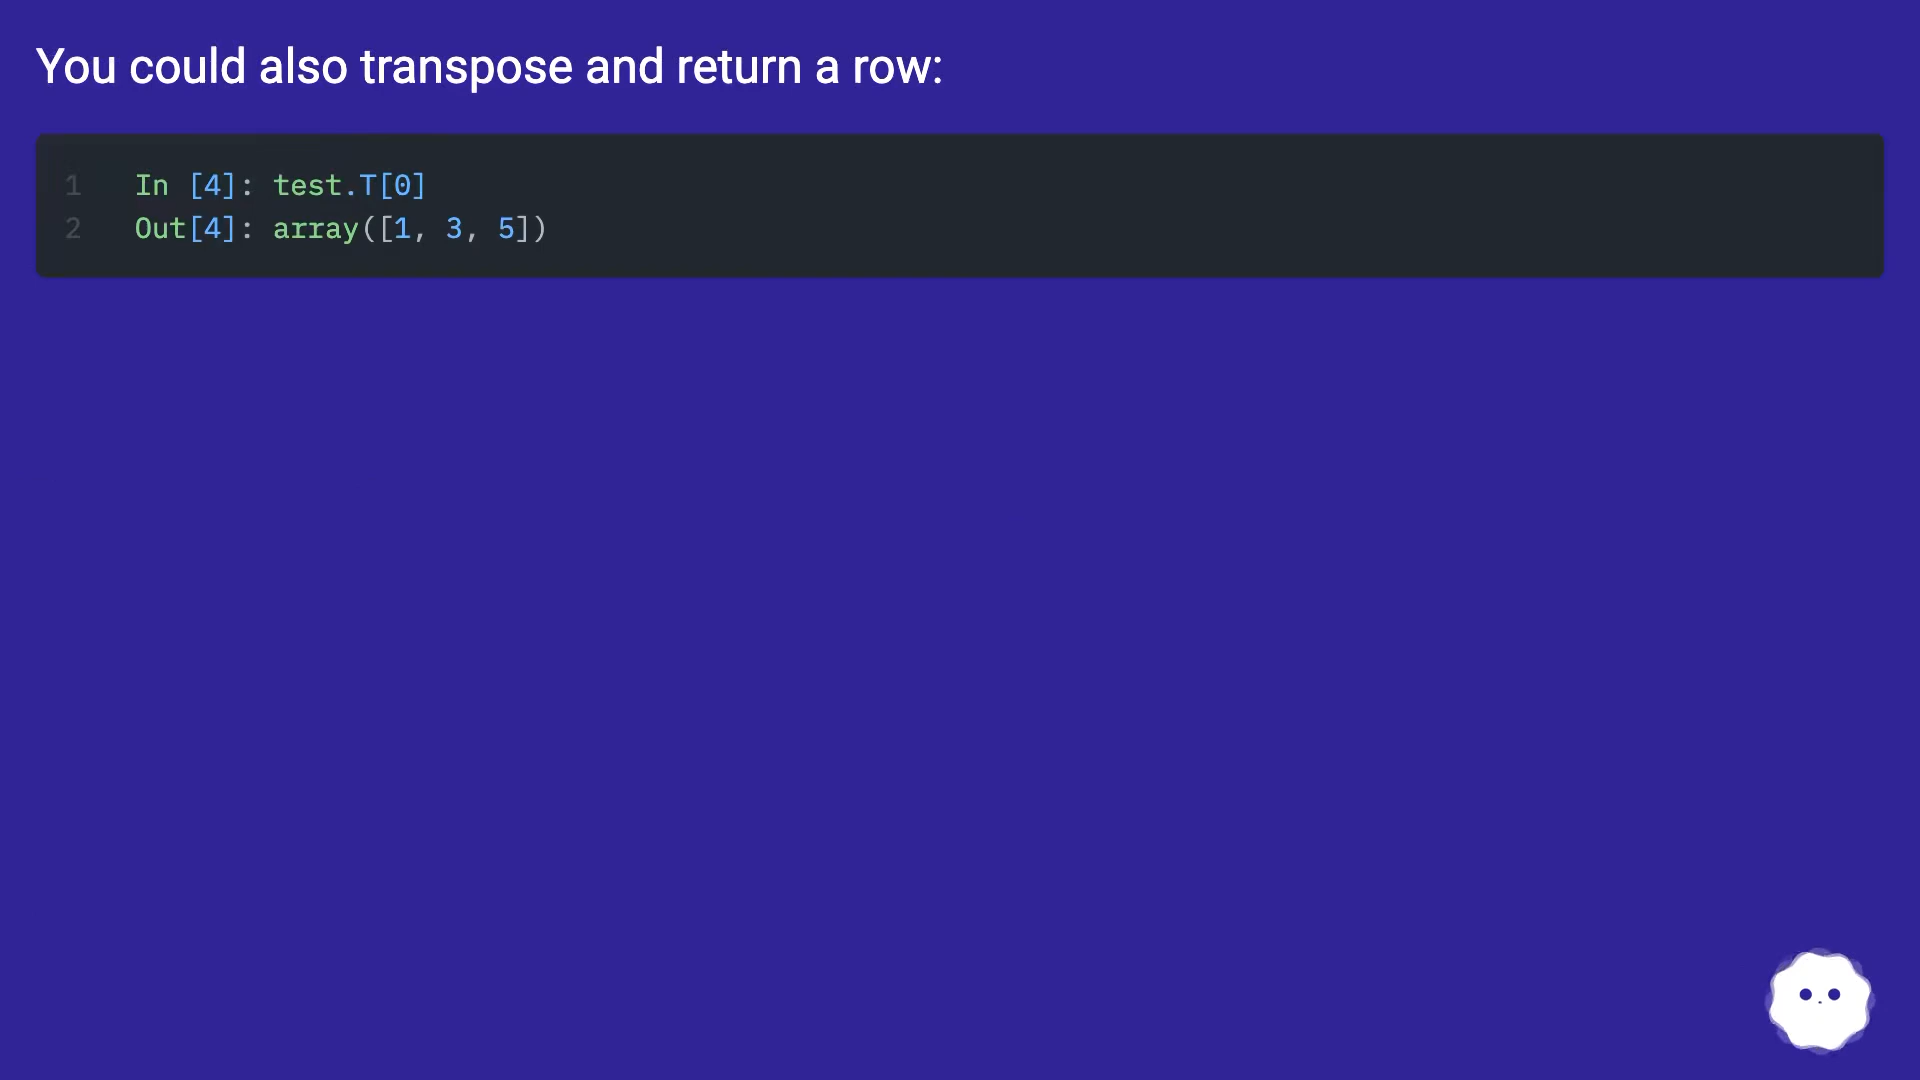 You could also transpose and return a row:
1 In [4]: test.T[0]
2 Out[4]: array([1, 3, 5])